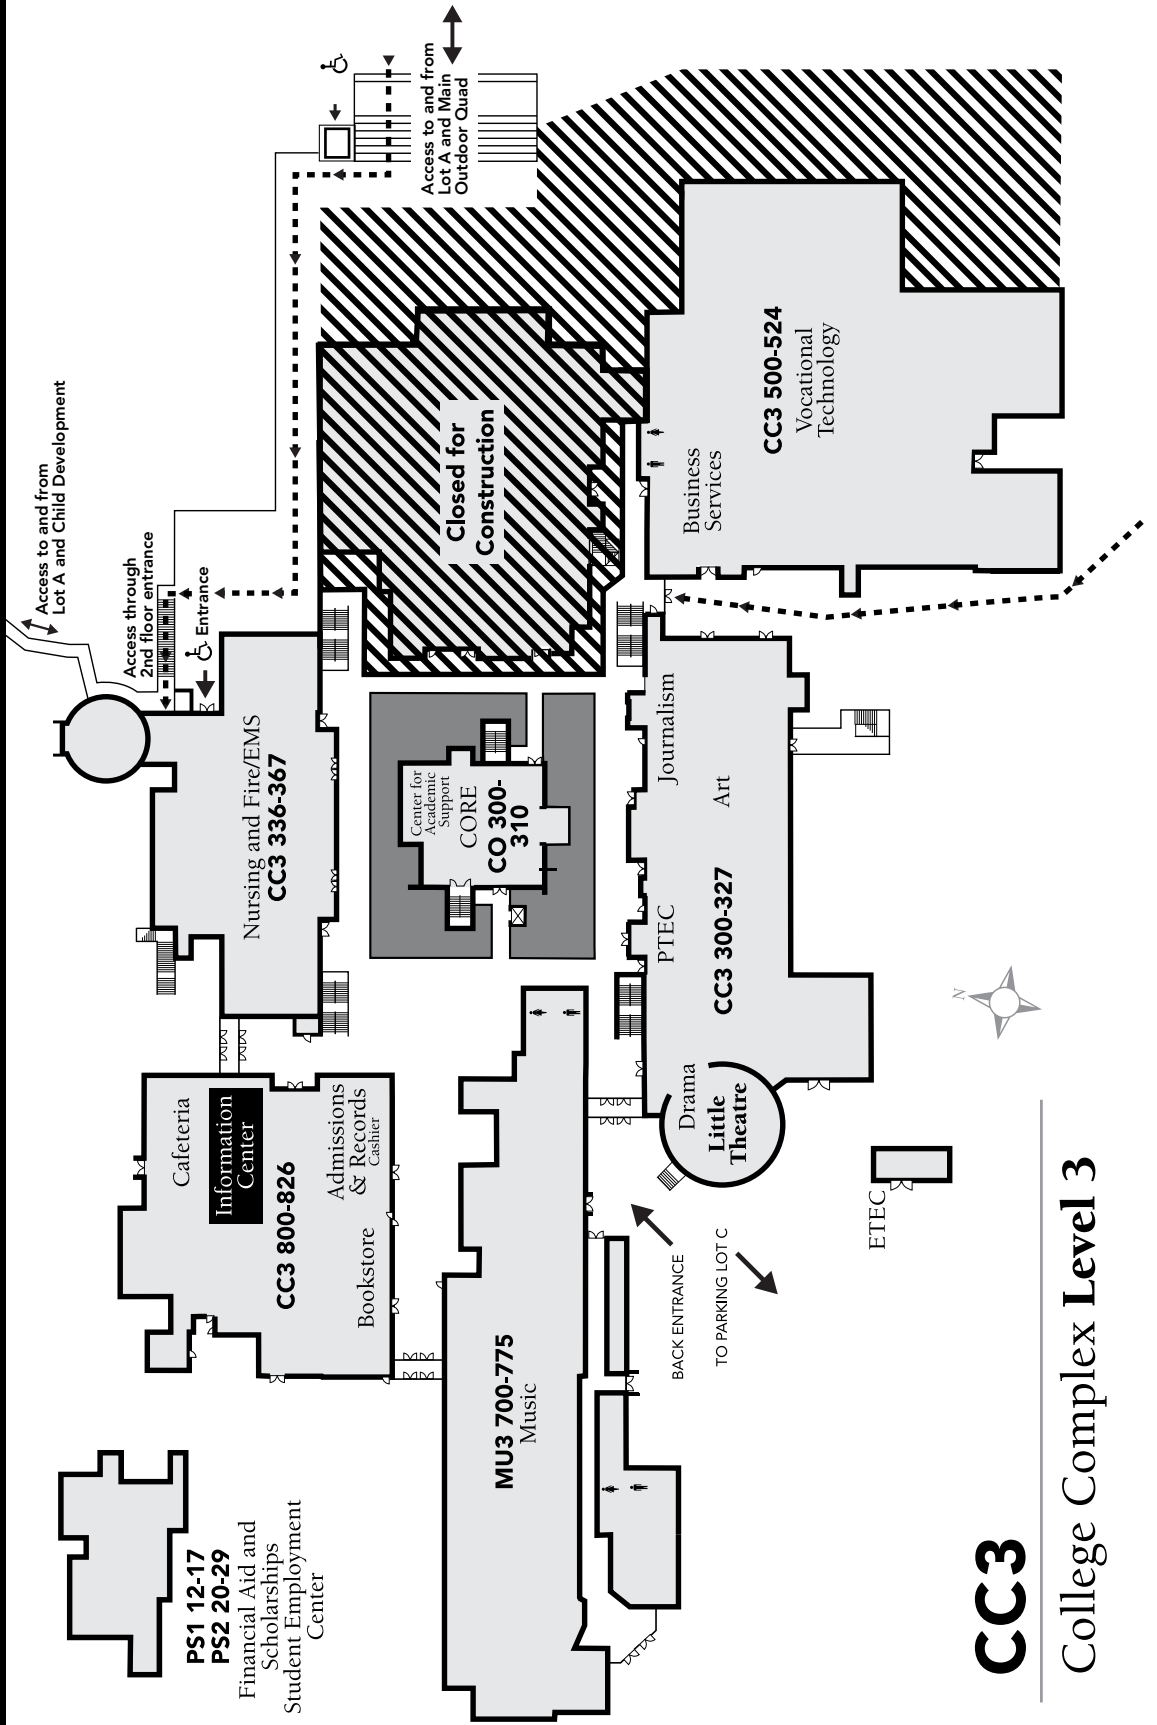 Access to and from
Lot A and Child Development
Access through
2nd floor entrance
Entrance
Access to and from
Lot A and Main
Outdoor Quad
Closed for
Construction
Nursing and Fire/EMS
CC3 336-367
Center for
Academic
Support
CORE
CO 300-
310
Business
Services
CC3 500-524
Vocational
Technology
Journalism
Art
PTEC
CC3 300-327
Drama
Little
Theatre
Cafeteria
Information
Center
CC3 800-826
Admissions
& Records
Cashier
Bookstore
MU3 700-775
Music
BACK ENTRANCE
TO PARKING LOT C
ETEC
N
PS1 12-17
PS2 20-29
Financial Aid and
Scholarships
Student Employment
Center
CC3
College Complex Level 3